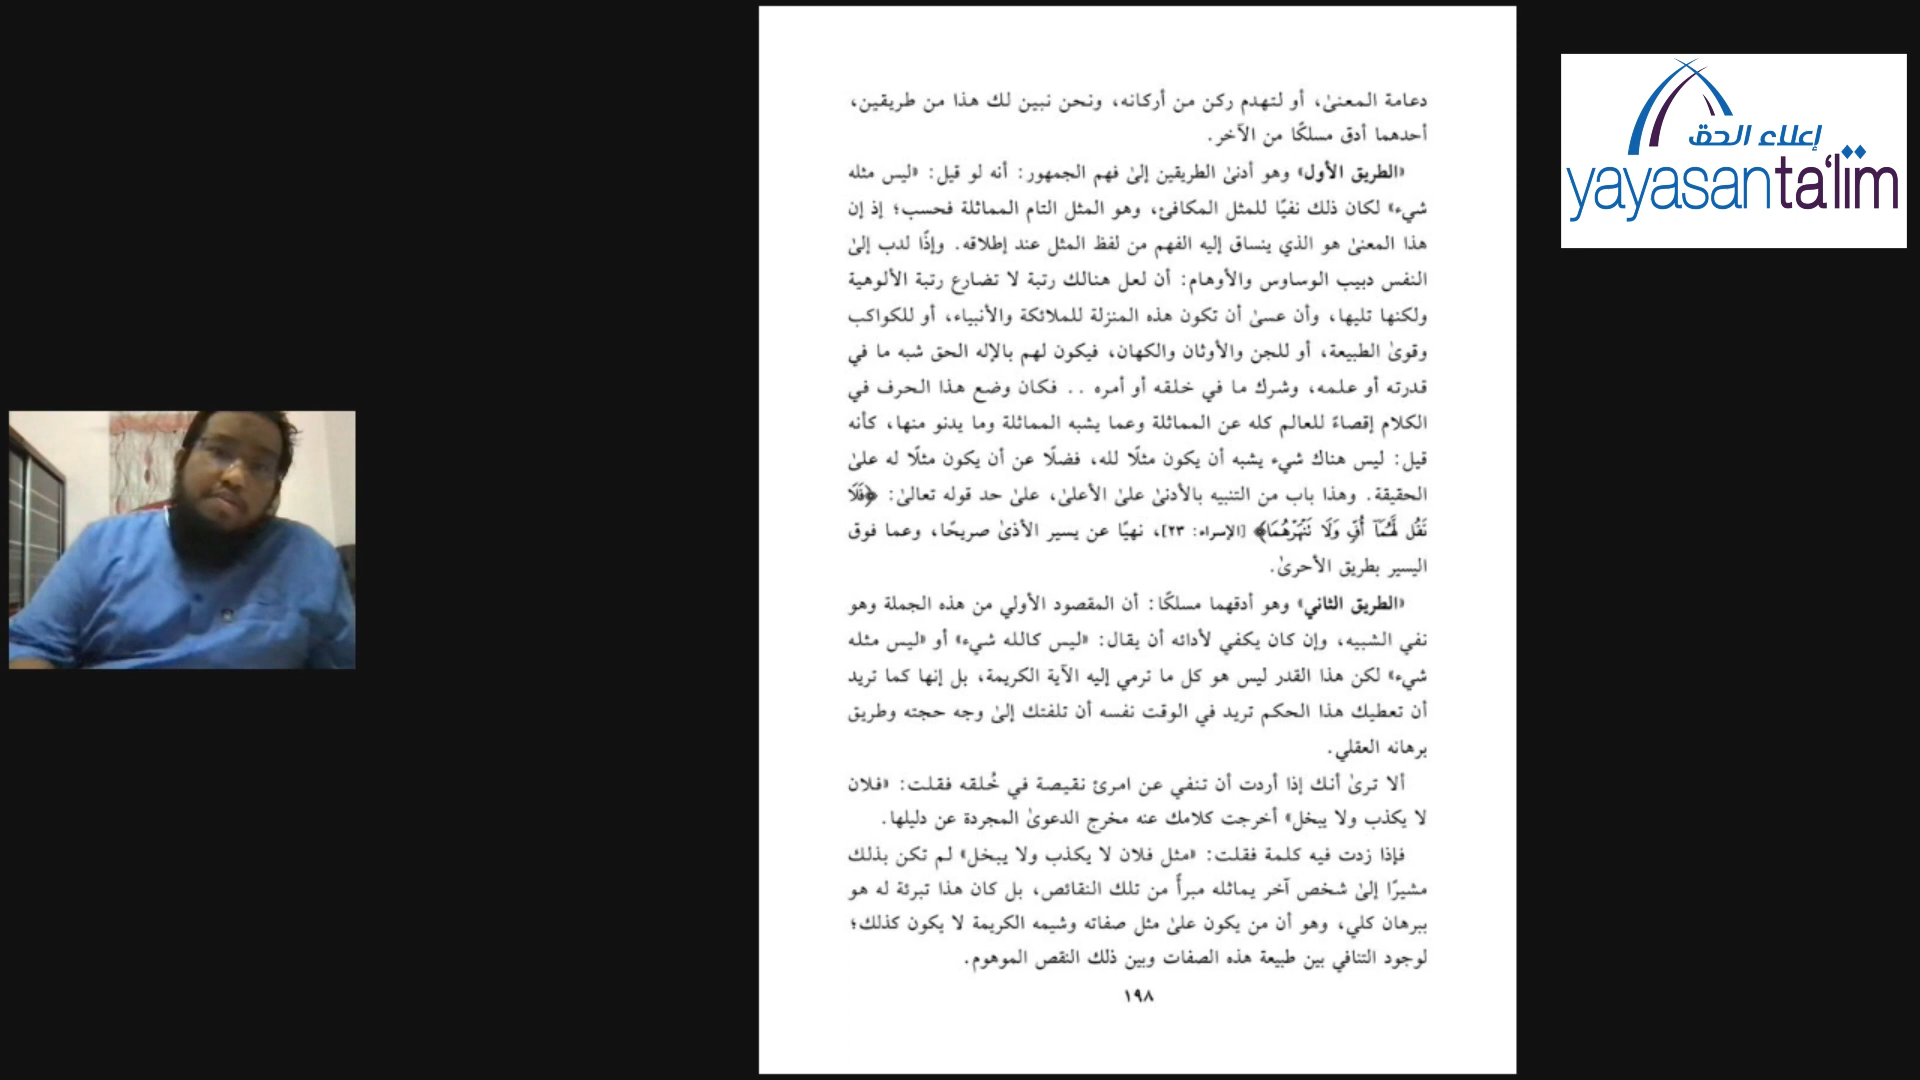 دعامة المعنىٰ، أو لتهدم ركن من أركانه، ونحن نبين لك هذا من طريقين،
أحدهما أدق مسلكًا من الآخر.
«الطريق الأول» وهو أدنىٰ الطريقين إلىٰ فهم الجمهور: أنه لو قيل: «ليس مثله
شيء» لكان ذلك نفيًا للمثل المكافئ، وهو المثل التام المماثلة فحسب؛ إذ إن
هذا المعنىٰ هو الذي ينساق إليه الفهم من لفظ المثل عند إطلاقه. وإذًا لدب إلىٰ
النفس دبيب الوساوس والأوهام: أن لعل هنالك رتبة لا تضارع رتبة الألوهية
ولكنها تليها، وأن عسىٰ أن تكون هذه المنزلة للملائكة والأنبياء، أو للكواكب
وقوىٰ الطبيعة، أو للجن والأوثان والكهان، فيكون لهم بالإله الحق شبه ما في
قدرته أو علمه، وشرك ما في خلقه أو أمره .. فكان وضع هذا الحرف في
الكلام إقصاءً للعالم كله عن المماثلة وعما يشبه المماثلة وما يدنو منها، كأنه
قيل: ليس هناك شيء يشبه أن يكون مثلًا لله، فضلًا عن أن يكون مثلًا له علىٰ
الحقيقة. وهذا باب من التنبيه بالأدنىٰ علىٰ الأعلىٰ، علىٰ حد قوله تعالىٰ: ﴿فَلَا
تَقُل لَّهُمَآ أُفٍّ وَلَا تَنْهَرْهُمَا﴾ [الإسراء: ٢٣]، نهيًا عن يسير الأذىٰ صريحًا، وعما فوق
اليسير بطريق الأحرىٰ.
«الطريق الثاني» وهو أدقهما مسلكًا: أن المقصود الأولي من هذه الجملة وهو
نفي الشبيه، وإن كان يكفي لأدائه أن يقال: «ليس كالله شيء» أو «ليس مثله
شيء» لكن هذا القدر ليس هو كل ما ترمي إليه الآية الكريمة، بل إنها كما تريد
أن تعطيك هذا الحكم تريد في الوقت نفسه أن تلفتك إلىٰ وجه حجته وطريق
برهانه العقلي.
ألا ترىٰ أنك إذا أردت أن تنفي عن امرئ نقيصة في خُلقه فقلت: «فلان
لا يكذب ولا يبخل» أخرجت كلامك عنه مخرج الدعوىٰ المجردة عن دليلها.
فإذا زدت فيه كلمة فقلت: «مثل فلان لا يكذب ولا يبخل» لم تكن بذلك
مشيرًا إلىٰ شخص آخر يماثله مبرأً من تلك النقائص، بل كان هذا تبرئة له هو
ببرهان كلي، وهو أن من يكون علىٰ مثل صفاته وشيمه الكريمة لا يكون كذلك؛
لوجود التنافي بين طبيعة هذه الصفات وبين ذلك النقص الموهوم.
١٩٨
إعلاء الحق
yayasanta'lim